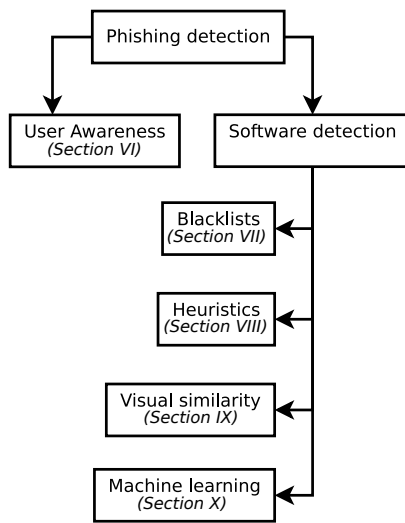 Phishing detection
User Awareness
(Section VI)
Software detection
Blacklists
(Section VII)
Heuristics
(Section VIII)
Visual similarity
(Section IX)
Machine learning
(Section X)